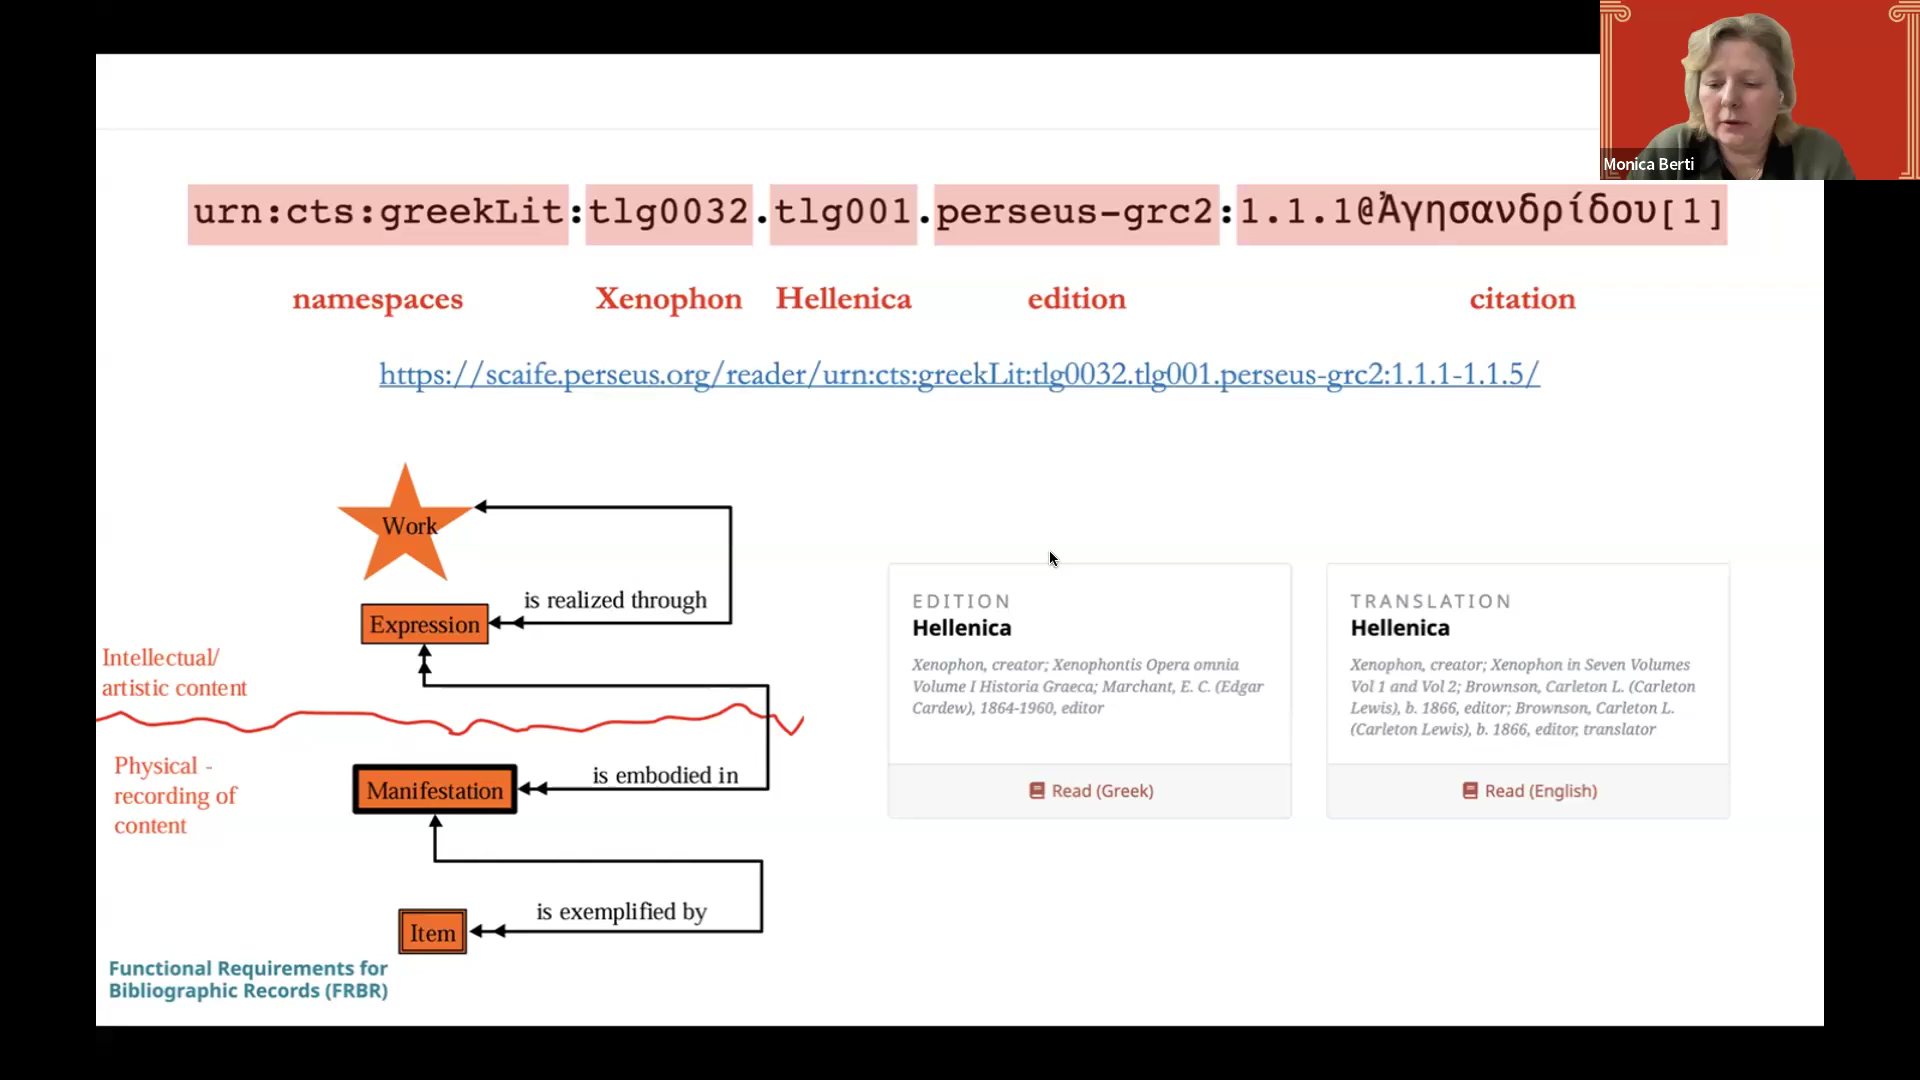 Monica Berti
urn:cts:greekLit:tlg0032.tlg001.perseus-grc2:1.1.1@Ἀγησανδρίδου[1]
namespaces Xenophon Hellenica edition citation
https://scaife.perseus.org/reader/urn:cts:greekLit:tlg0032.tlg001.perseus-grc2:1.1.1-1.1.5/
Work
is realized through
Expression
Intellectual/
artistic content
Physical -
recording of
content
is embodied in
Manifestation
is exemplified by
Item
Functional Requirements for
Bibliographic Records (FRBR)
EDITION
Hellenica
Xenophon, creator; Xenophontis Opera omnia
Volume I Historia Graeca; Marchant, E. C. (Edgar
Cardew), 1864-1960, editor
Read (Greek)
TRANSLATION
Hellenica
Xenophon, creator; Xenophon in Seven Volumes
Vol 1 and Vol 2; Brownson, Carleton L. (Carleton
Lewis), b. 1866, editor; Brownson, Carleton L.
(Carleton Lewis), b. 1866, editor, translator
Read (English)